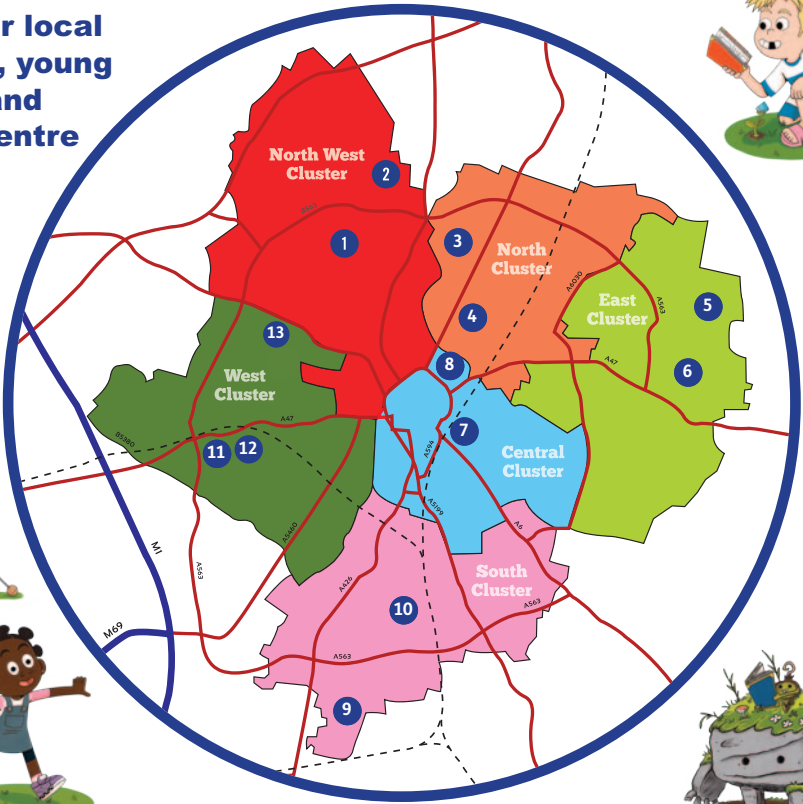 r local
, young
and
entre
North West
Cluster
2
1
3
North
Cluster
A6030
East
Cluster
A563
5
4
13
8
A47
6
West
Cluster
A47
B5380
11
12
7
A594
Central
Cluster
A5199
A6
M1
A563
A5460
A426
South
Cluster
10
A563
M69
A563
9